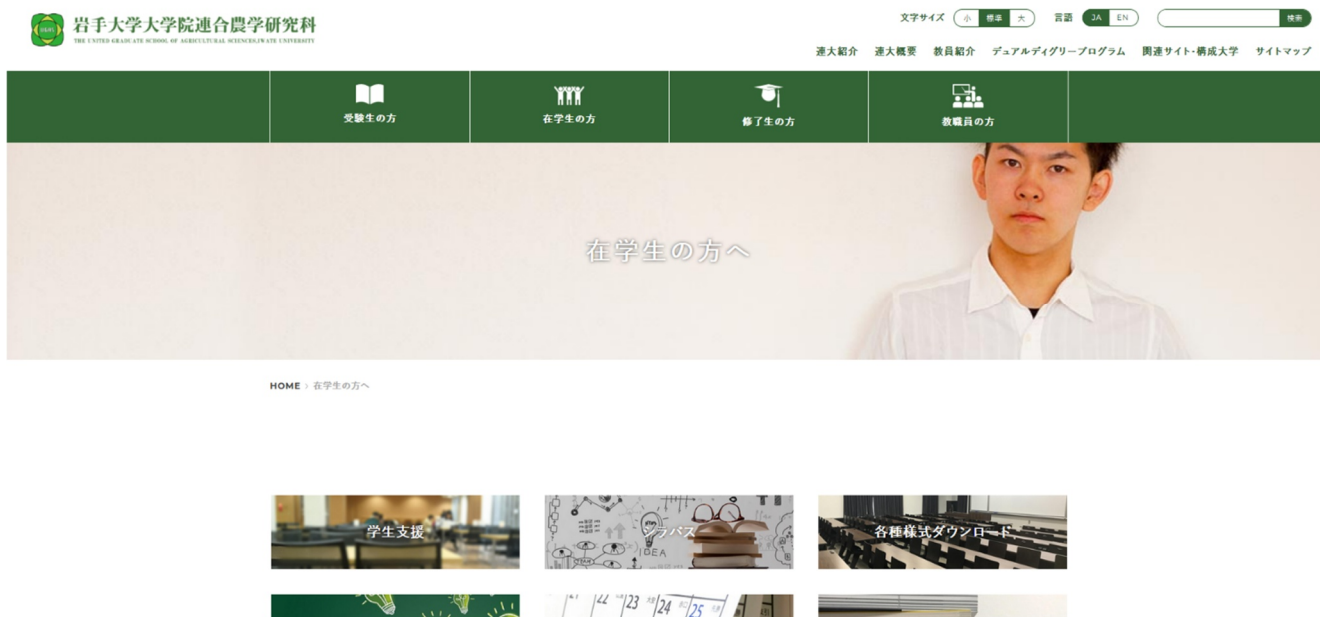 岩手大学大学院連合農学研究科
THE UNITED GRADUATE SCHOOL OF AGRICULTURAL SCIENCES,IWATE UNIVERSITY
文字サイズ 小 標準 大 言語 JA EN 検索
連大紹介 連大概要 教員紹介 デュアルディグリープログラム 関連サイト・構成大学 サイトマップ
受験生の方 在学生の方 修了生の方 教職員の方
在学生の方へ
HOME > 在学生の方へ
学生支援 シラバス 各種様式ダウンロード
IDEA
22 23 24 25